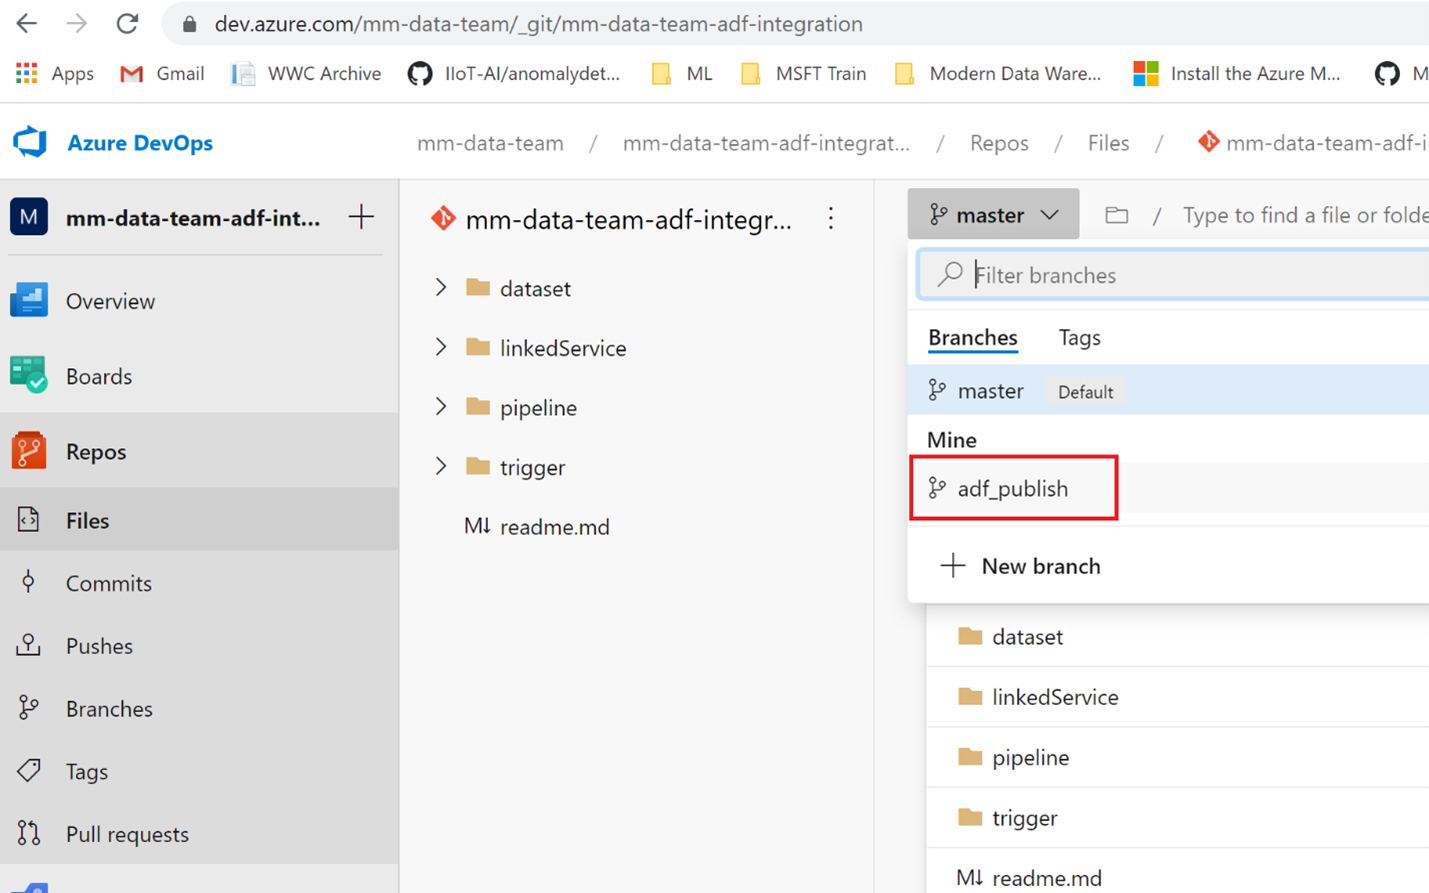 dev.azure.com/mm-data-team/_git/mm-data-team-adf-integration
Apps Gmail WWC Archive IIoT-AI/anomalydet... ML MSFT Train Modern Data Ware... Install the Azure M... M
Azure DevOps
mm-data-team / mm-data-team-adf-integrat... / Repos / Files / mm-data-team-adf-i
M mm-data-team-adf-int... +
Overview
Boards
Repos
Files
Commits
Pushes
Branches
Tags
Pull requests
mm-data-team-adf-integr...
dataset
linkedService
pipeline
trigger
M↓ readme.md
master / Type to find a file or folde
Filter branches
Branches Tags
master Default
Mine
adf_publish
+ New branch
dataset
linkedService
pipeline
trigger
M↓ readme.md